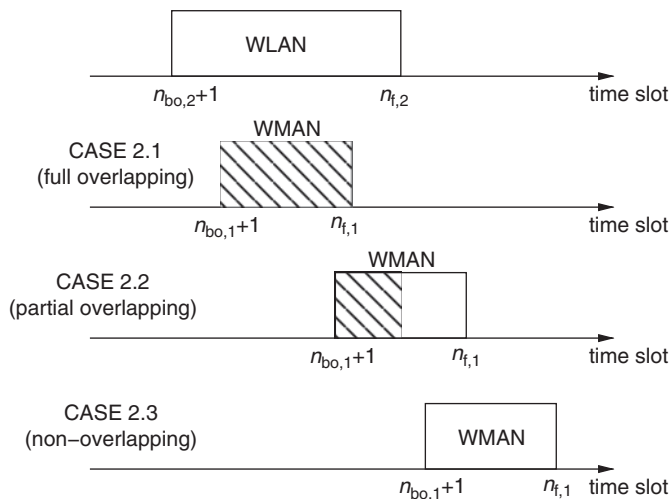 WLAN
n_bo,2+1 n_f,2 time slot
WMAN
CASE 2.1
(full overlapping)
n_bo,1+1 n_f,1 time slot
WMAN
CASE 2.2
(partial overlapping)
n_bo,1+1 n_f,1 time slot
CASE 2.3
(non−overlapping)
WMAN
n_bo,1+1 n_f,1 time slot